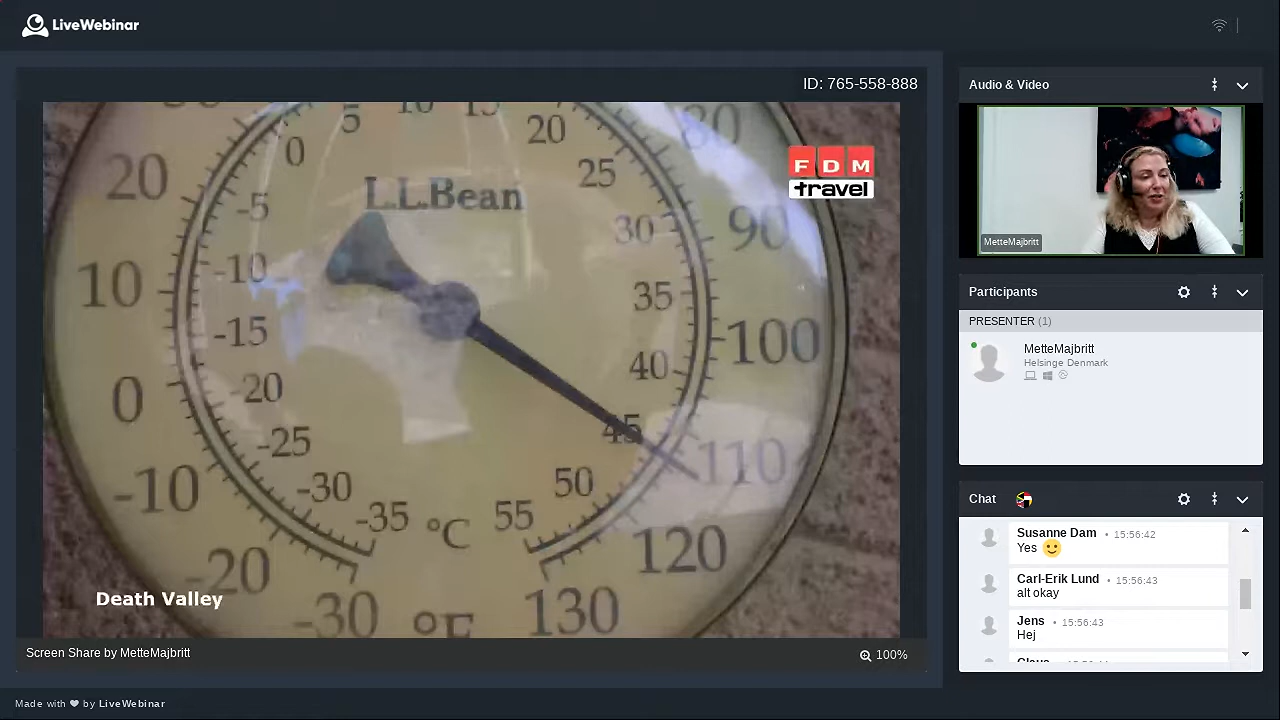 LiveWebinar
ID: 765-558-888
5
20
0
20
25
-5
L.L.Bean
30
90
10
-10
35
-15
100
40
0
-20
45
-25
110
-10
-30
50
-35
°C
55
120
-20
Death Valley
-30
°F
130
FDM
travel
Screen Share by MetteMajbritt
100%
Made with ❤ by LiveWebinar
Audio & Video
MetteMajbritt
Participants
PRESENTER (1)
MetteMajbritt
Helsinge Denmark
Chat
Susanne Dam • 15:56:42
Yes 🙂
Carl-Erik Lund • 15:56:43
alt okay
Jens • 15:56:43
Hej